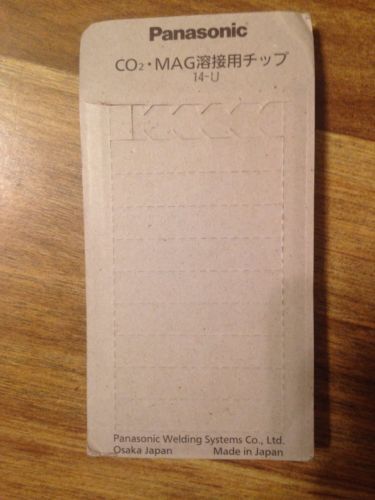 Panasonic
CO₂・MAG溶接用チップ
14-U
Panasonic Welding Systems Co., Ltd.
Osaka Japan Made in Japan